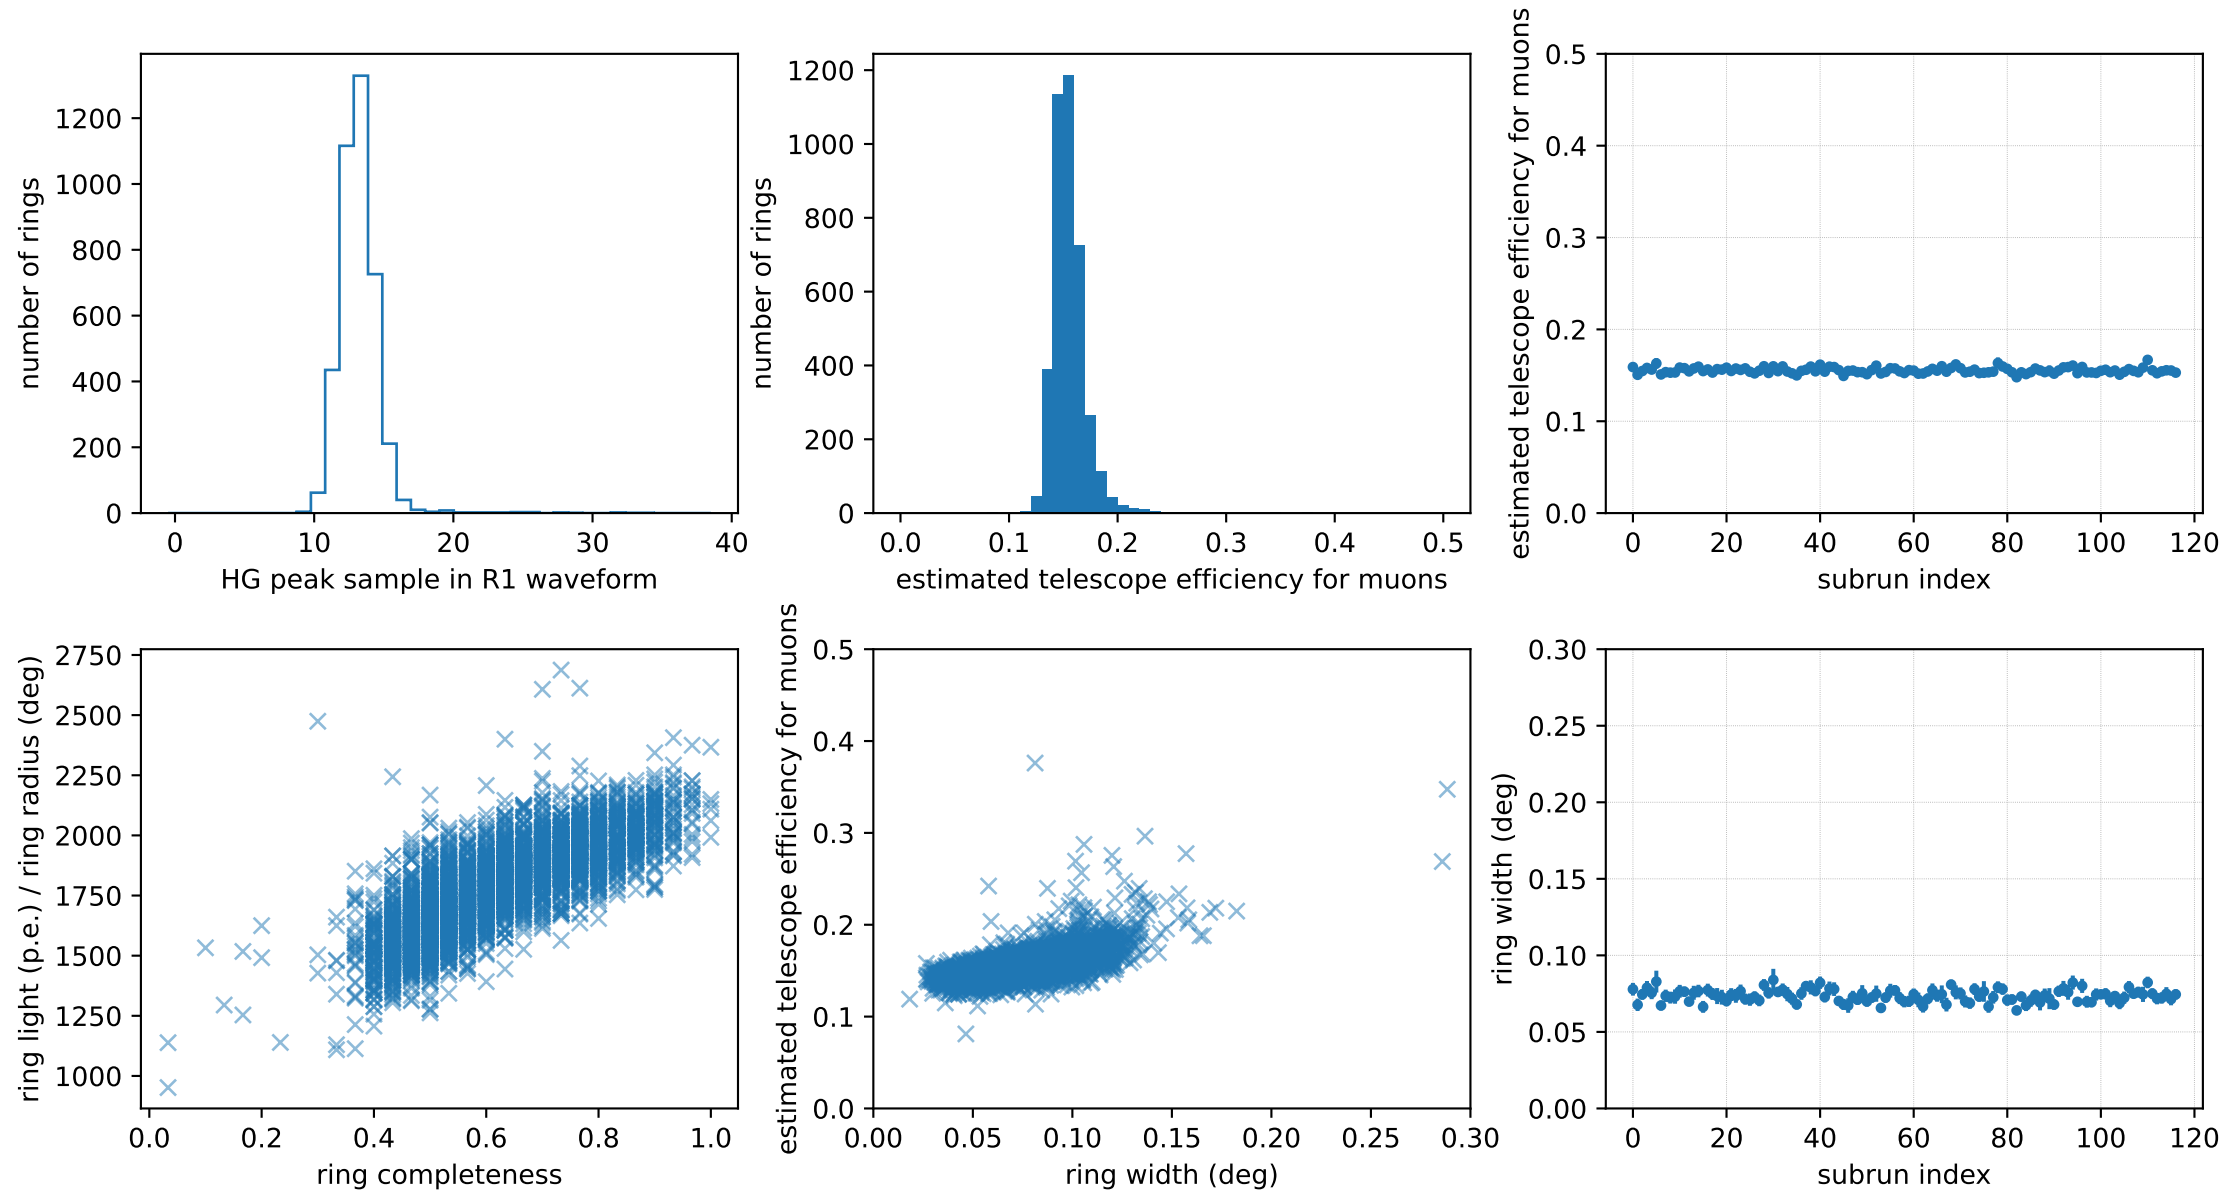 number of rings
1200
1000
800
600
400
200
0
0 10 20 30 40
HG peak sample in R1 waveform
number of rings
1200
1000
800
600
400
200
0
0.0 0.1 0.2 0.3 0.4 0.5
estimated telescope efficiency for muons
estimated telescope efficiency for muons
0.5
0.4
0.3
0.2
0.1
0.0
0 20 40 60 80 100 120
subrun index
ring light (p.e.) / ring radius (deg)
2750
2500
2250
2000
1750
1500
1250
1000
0.0 0.2 0.4 0.6 0.8 1.0
ring completeness
estimated telescope efficiency for muons
0.5
0.4
0.3
0.2
0.1
0.0
0.00 0.05 0.10 0.15 0.20 0.25 0.30
ring width (deg)
ring width (deg)
0.30
0.25
0.20
0.15
0.10
0.05
0.00
0 20 40 60 80 100 120
subrun index